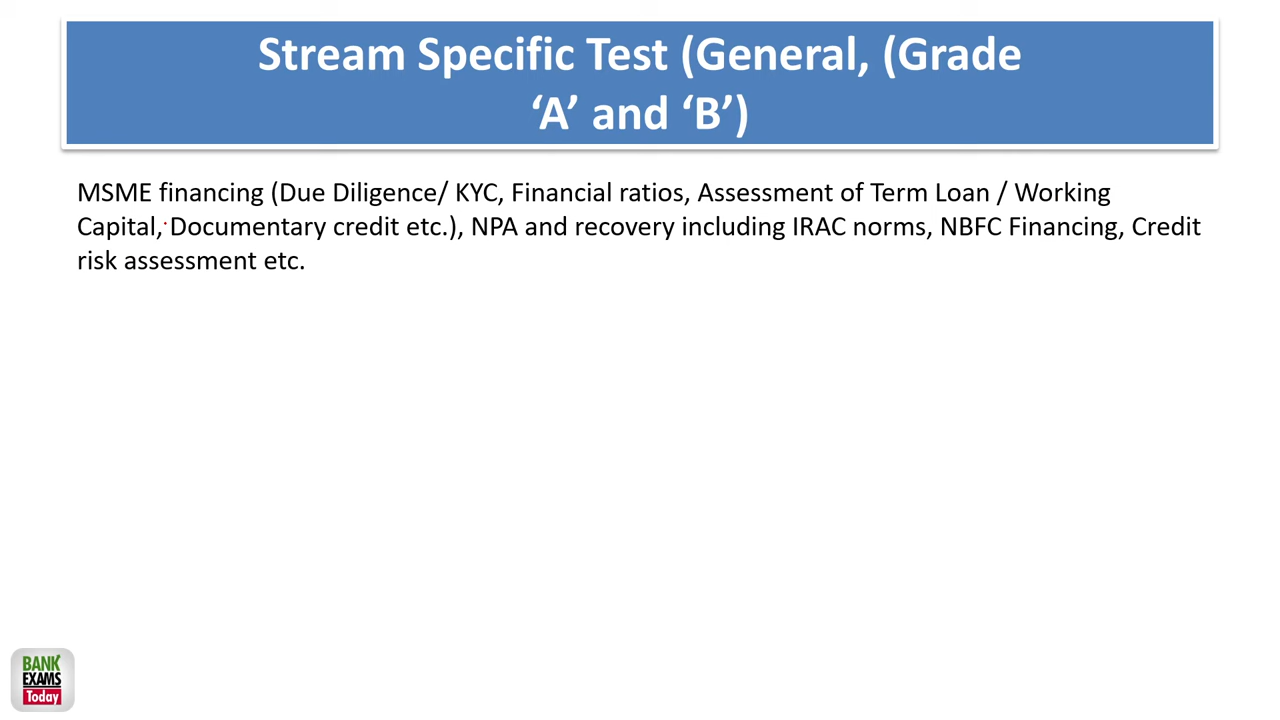 Stream Specific Test (General, (Grade
‘A’ and ‘B’)
MSME financing (Due Diligence/ KYC, Financial ratios, Assessment of Term Loan / Working
Capital, Documentary credit etc.), NPA and recovery including IRAC norms, NBFC Financing, Credit
risk assessment etc.
BANK
EXAMS
Today